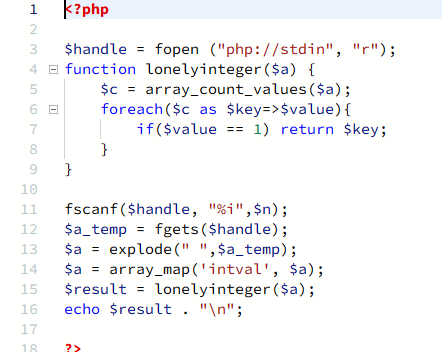 1 <?php
2
3 $handle = fopen ("php://stdin", "r");
4 function lonelyinteger($a) {
5     $c = array_count_values($a);
6     foreach($c as $key=>$value){
7         if($value == 1) return $key;
8     }
9 }
10
11 fscanf($handle, "%i",$n);
12 $a_temp = fgets($handle);
13 $a = explode(" ",$a_temp);
14 $a = array_map('intval', $a);
15 $result = lonelyinteger($a);
16 echo $result . "\n";
17
18 ?>